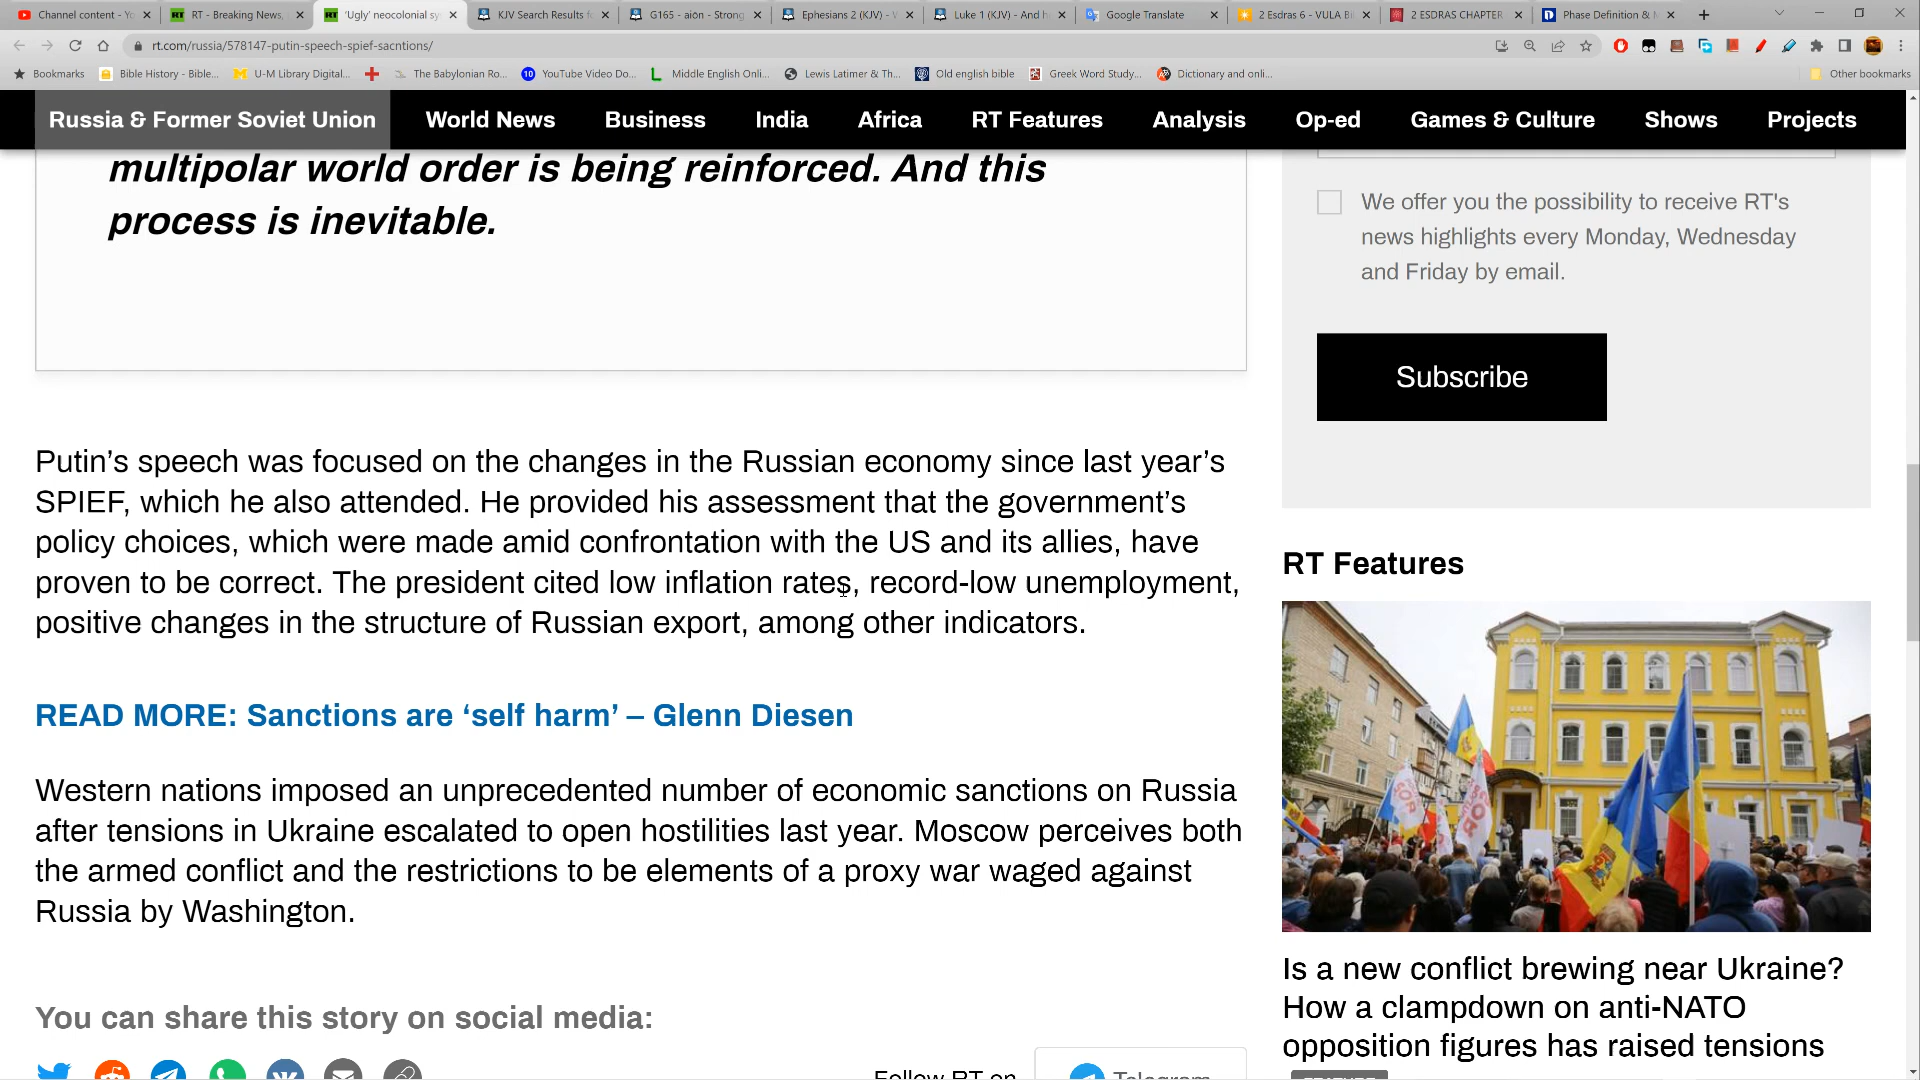 Channel content - Yo
RT - Breaking News,
'Ugly' neocolonial sy
KJV Search Results f
G165 - aiōn - Strong
Ephesians 2 (KJV) - V
Luke 1 (KJV) - And h
Google Translate
2 Esdras 6 - VULA Bi
2 ESDRAS CHAPTER
Phase Definition & M
rt.com/russia/578147-putin-speech-spief-sacntions/
Bookmarks
Bible History - Bible...
U-M Library Digital...
The Babylonian Ro...
YouTube Video Do...
Middle English Onli...
Lewis Latimer & Th...
Old english bible
Greek Word Study...
Dictionary and onli...
Other bookmarks
Russia & Former Soviet Union
World News
Business
India
Africa
RT Features
Analysis
Op-ed
Games & Culture
Shows
Projects
multipolar world order is being reinforced. And this
process is inevitable.
Putin's speech was focused on the changes in the Russian economy since last year's
SPIEF, which he also attended. He provided his assessment that the government's
policy choices, which were made amid confrontation with the US and its allies, have
proven to be correct. The president cited low inflation rates, record-low unemployment,
positive changes in the structure of Russian export, among other indicators.
READ MORE: Sanctions are 'self harm' – Glenn Diesen
Western nations imposed an unprecedented number of economic sanctions on Russia
after tensions in Ukraine escalated to open hostilities last year. Moscow perceives both
the armed conflict and the restrictions to be elements of a proxy war waged against
Russia by Washington.
You can share this story on social media:
Follow RT on
Telegram
We offer you the possibility to receive RT's
news highlights every Monday, Wednesday
and Friday by email.
Subscribe
RT Features
Is a new conflict brewing near Ukraine?
How a clampdown on anti-NATO
opposition figures has raised tensions